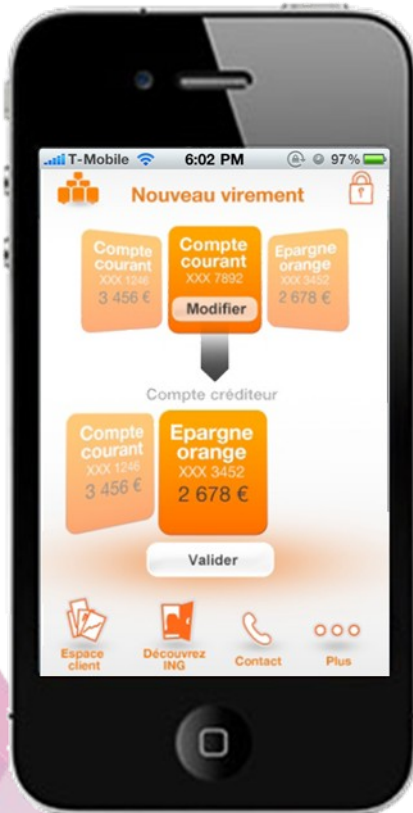 T-Mobile 6:02 PM 97%
Nouveau virement
Compte
courant
XXX 1246
3 456 €
Compte
courant
XXX 7892
Modifier
Epargne
orange
XXX 3452
2 678 €
Compte créditeur
Compte
courant
XXX 1246
3 456 €
Epargne
orange
XXX 3452
2 678 €
Valider
Espace
client
Découvrez
ING
Contact
Plus